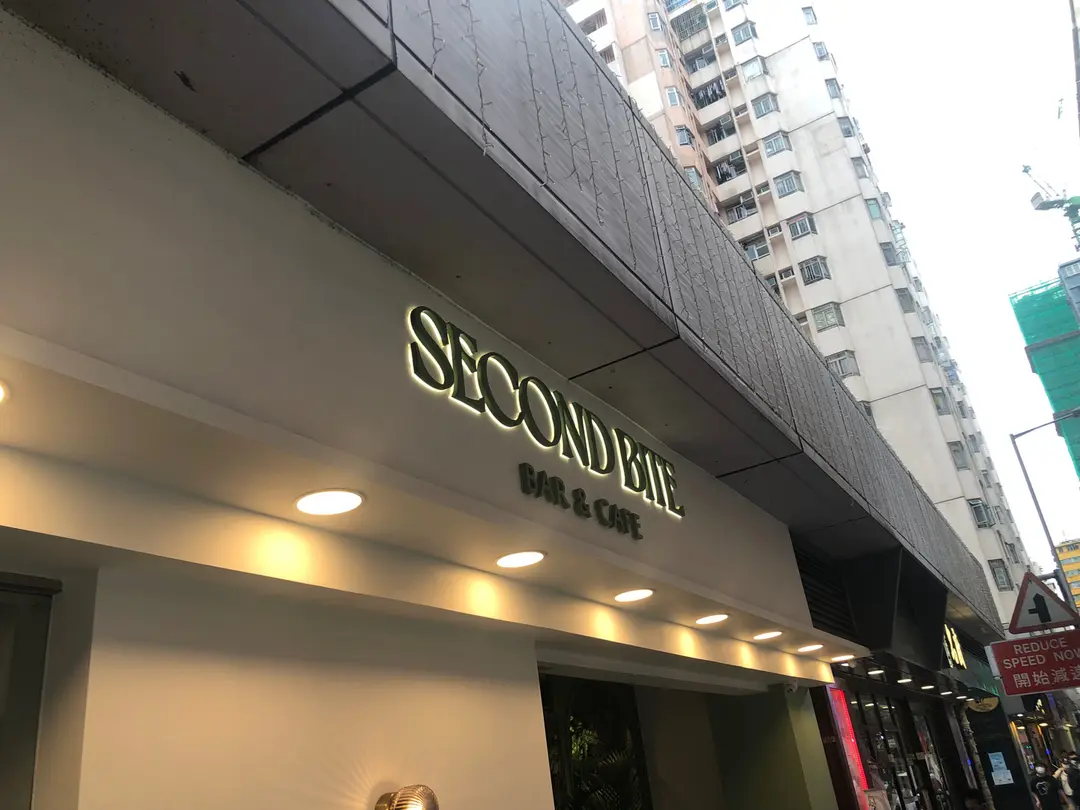 SECOND BITE
BAR & CAFE
REDUCE
SPEED NOW
開始減速